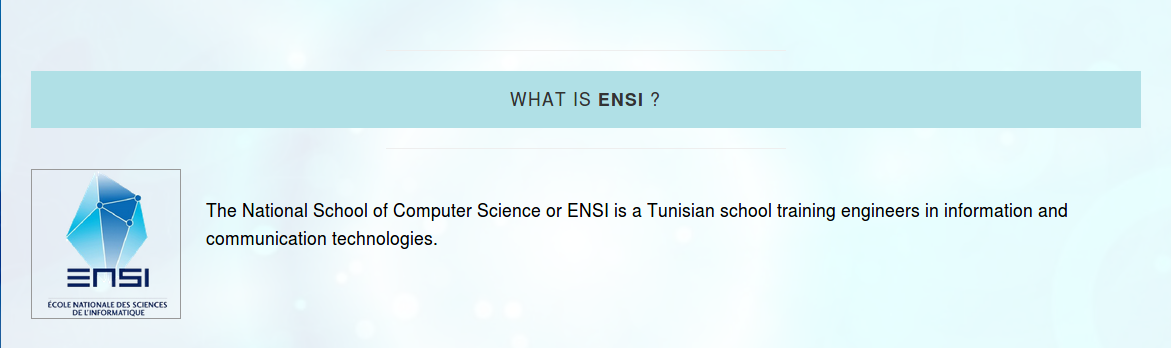 WHAT IS ENSI ?
The National School of Computer Science or ENSI is a Tunisian school training engineers in information and
communication technologies.
ENSI
ÉCOLE NATIONALE DES SCIENCES
DE L'INFORMATIQUE